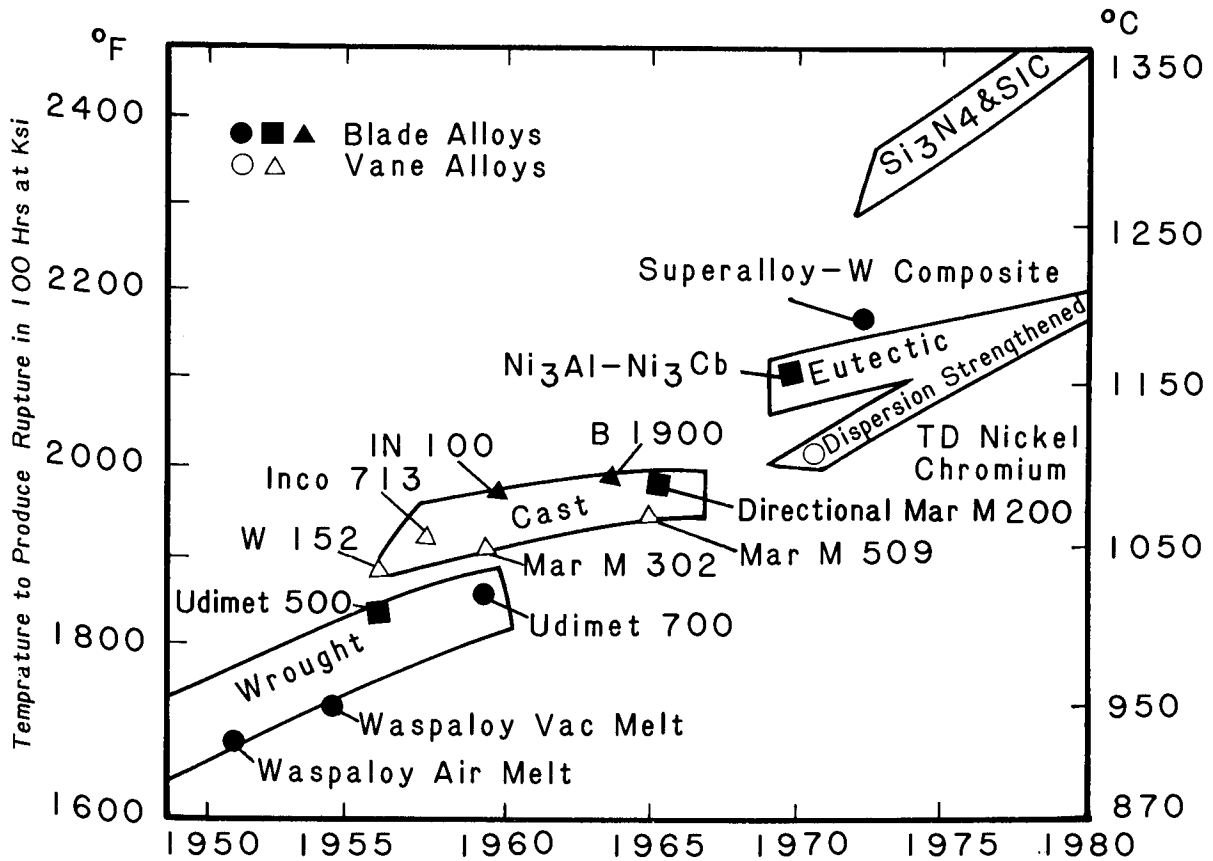 °F
°C
Temprature to Produce Rupture in 100 Hrs at Ksi
2400
2200
2000
1800
1600
1350
1250
1150
1050
950
870
Blade Alloys
Vane Alloys
Si3N4&SIC
Superalloy–W Composite
Ni3Al–Ni3Cb
Eutectic
Dispersion Strengthened
TD Nickel
Chromium
B 1900
IN 100
Inco 713
W 152
Cast
Directional Mar M 200
Mar M 509
Mar M 302
Udimet 500
Udimet 700
Wrought
Waspaloy Vac Melt
Waspaloy Air Melt
1950 1955 1960 1965 1970 1975 1980